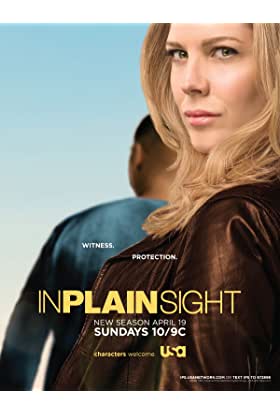 WITNESS.
PROTECTION.
INPLAINSIGHT
NEW SEASON APRIL 19
SUNDAYS 10/9C
characters welcome. USA